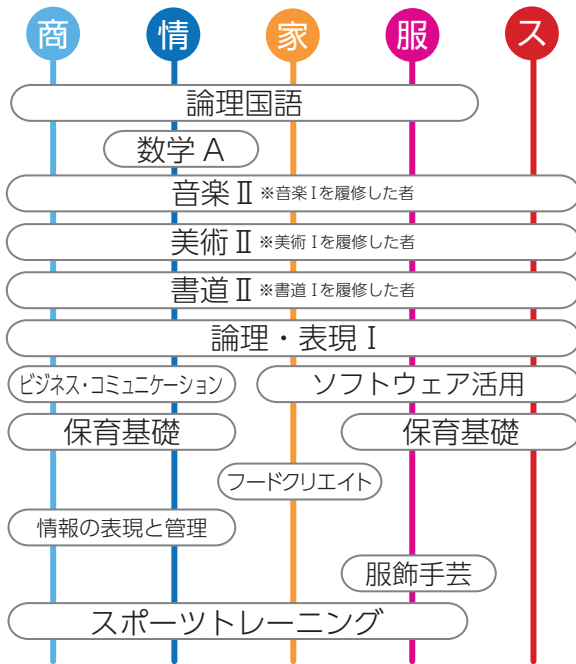 商 情 家 服 ス
論理国語
数学 A
音楽Ⅱ ※音楽Ⅰを履修した者
美術Ⅱ ※美術Ⅰを履修した者
書道Ⅱ ※書道Ⅰを履修した者
論理・表現Ⅰ
ビジネス・コミュニケーション ソフトウェア活用
保育基礎 保育基礎
フードクリエイト
情報の表現と管理
服飾手芸
スポーツトレーニング